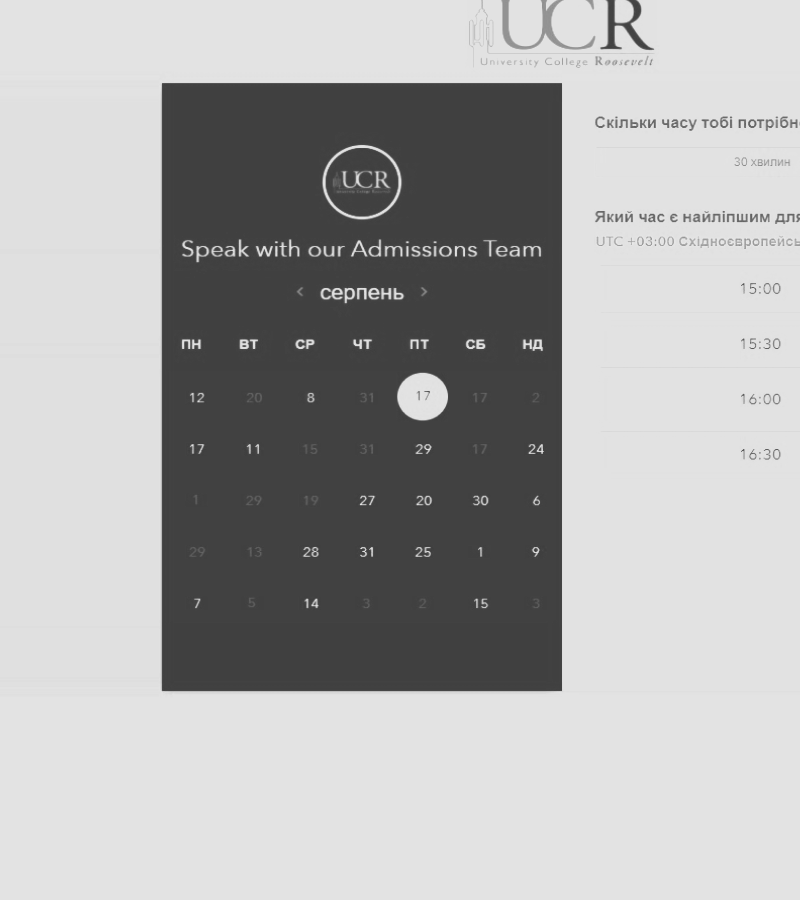 UCR
University College Roosevelt
UCR
Speak with our Admissions Team
‹ серпень ›
ПН ВТ СР ЧТ ПТ СБ НД
12 20 8 31 17 17 2
17 11 15 31 29 17 24
1 29 19 27 20 30 6
29 13 28 31 25 1 9
7 5 14 3 2 15 3
Скільки часу тобі потрібн
30 хвилин
Який час є найліпшим для
UTC +03:00 Східноєвропейсь
15:00
15:30
16:00
16:30